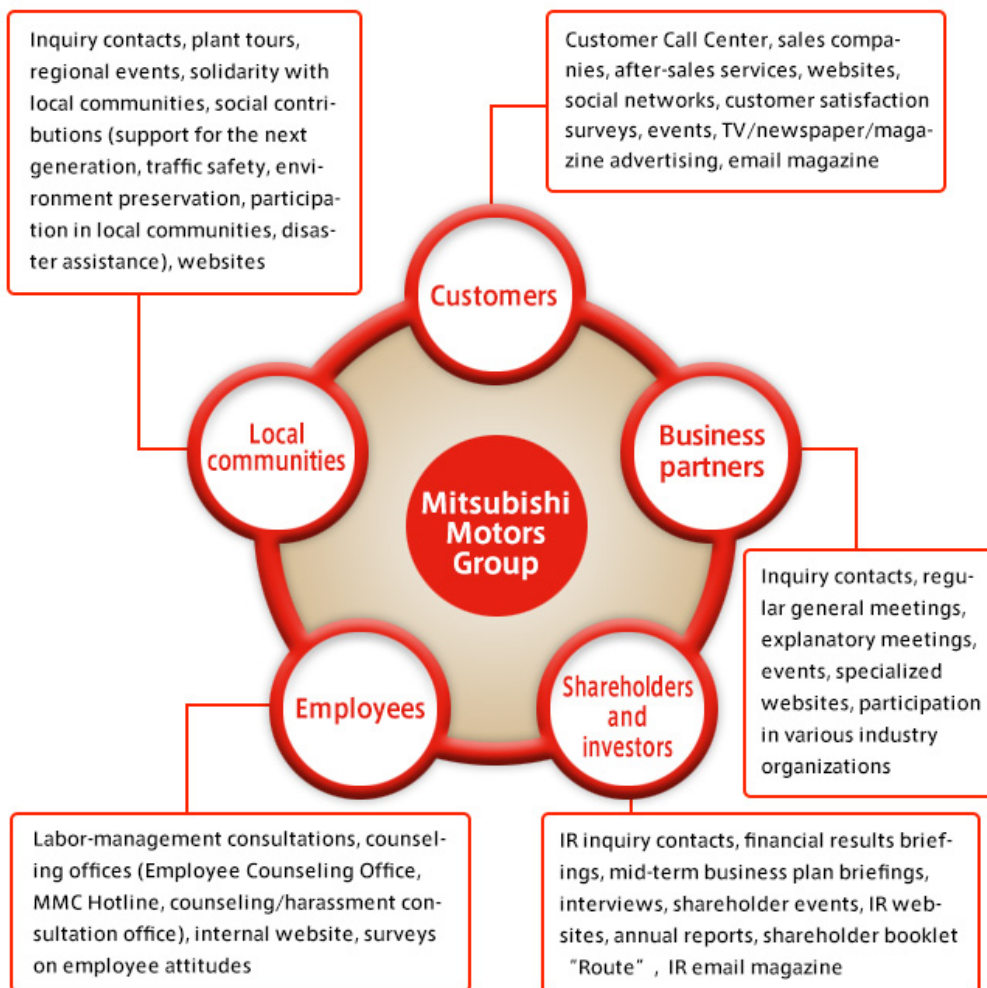 Inquiry contacts, plant tours,
regional events, solidarity with
local communities, social contri-
butions (support for the next
generation, traffic safety, envi-
ronment preservation, participa-
tion in local communities, disas-
ter assistance), websites
Customer Call Center, sales compa-
nies, after-sales services, websites,
social networks, customer satisfaction
surveys, events, TV/newspaper/maga-
zine advertising, email magazine
Customers
Local
communities
Business
partners
Mitsubishi
Motors
Group
Inquiry contacts, regu-
lar general meetings,
explanatory meetings,
events, specialized
websites, participation
in various industry
organizations
Employees
Shareholders
and
investors
Labor-management consultations, counsel-
ing offices (Employee Counseling Office,
MMC Hotline, counseling/harassment con-
sultation office), internal website, surveys
on employee attitudes
IR inquiry contacts, financial results brief-
ings, mid-term business plan briefings,
interviews, shareholder events, IR web-
sites, annual reports, shareholder booklet
"Route" , IR email magazine